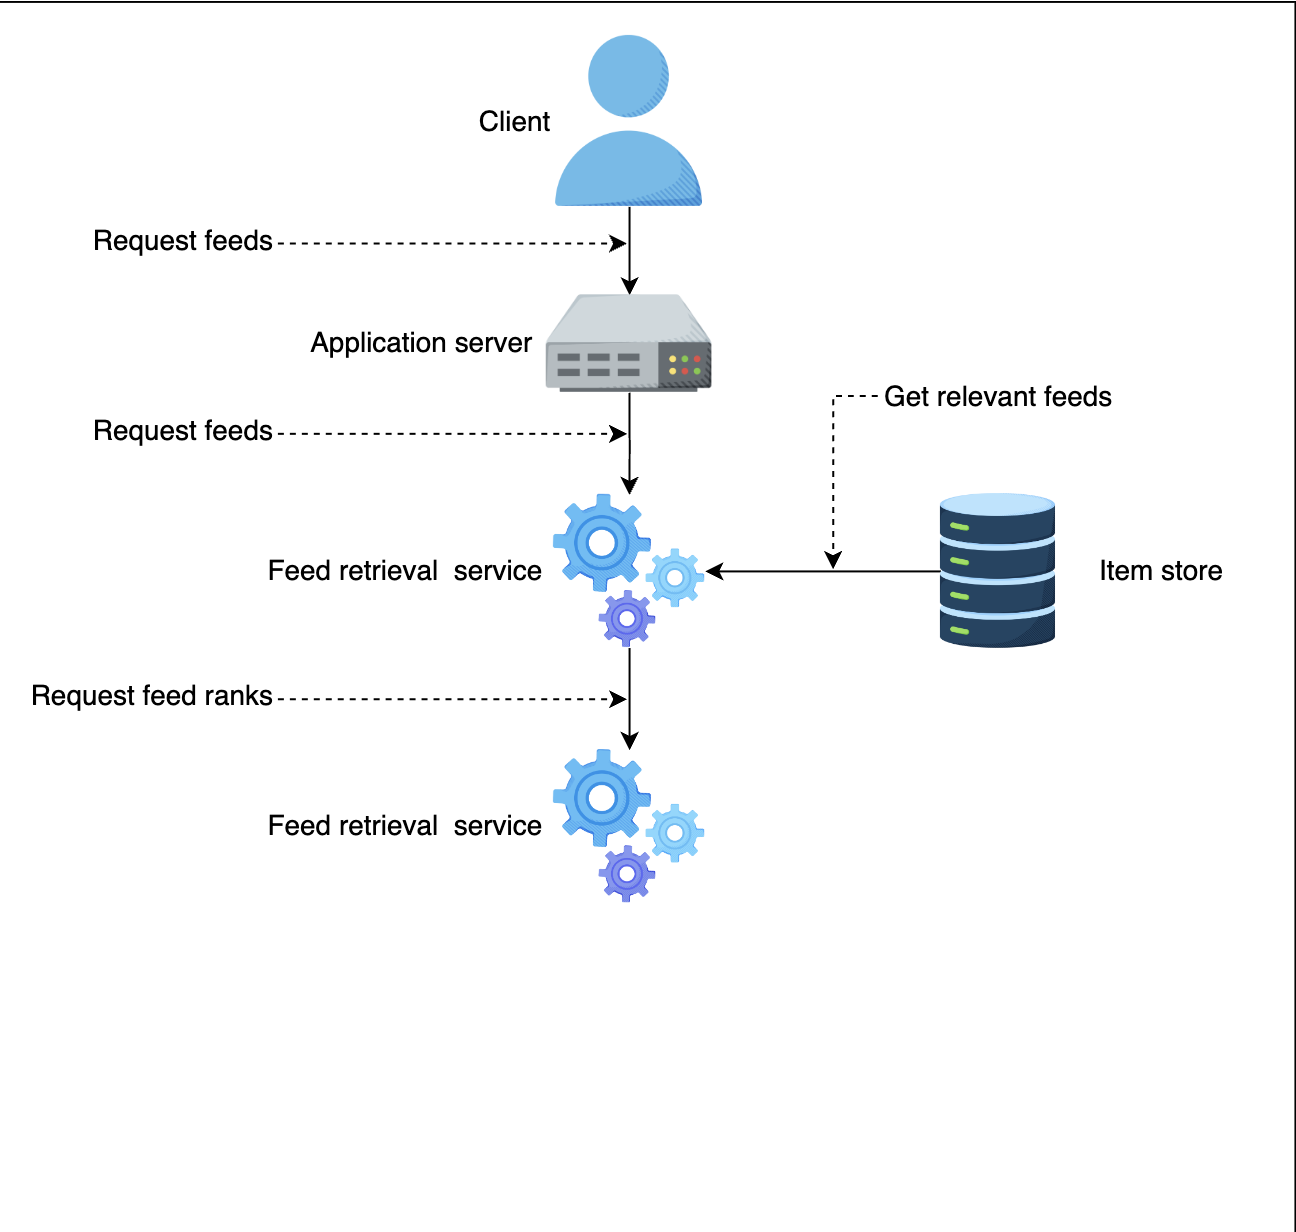 Client
Request feeds
Application server
Get relevant feeds
Request feeds
Feed retrieval  service
Item store
Request feed ranks
Feed retrieval  service